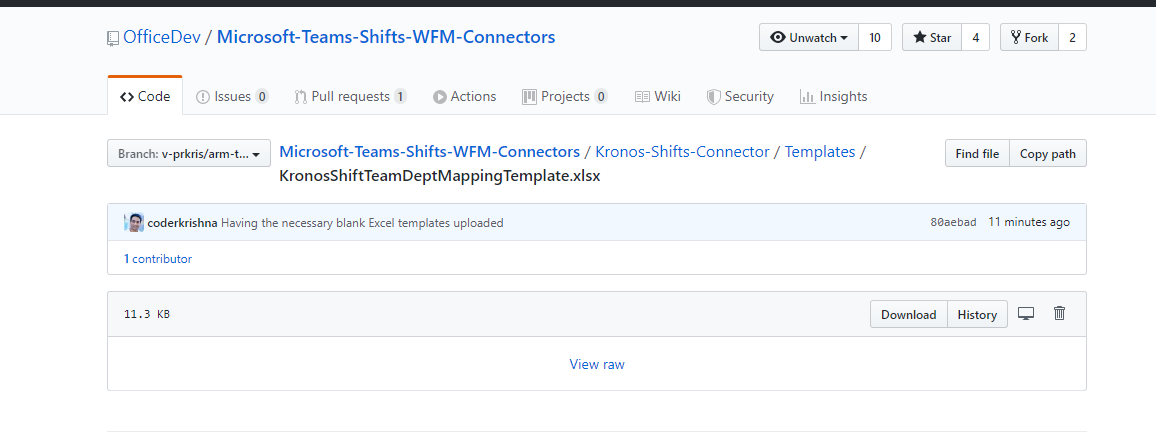 OfficeDev / Microsoft-Teams-Shifts-WFM-Connectors Unwatch 10 Star 4 Fork 2
Code Issues 0 Pull requests 1 Actions Projects 0 Wiki Security Insights
Branch: v-prkris/arm-t... Microsoft-Teams-Shifts-WFM-Connectors / Kronos-Shifts-Connector / Templates / Find file Copy path
KronosShiftTeamDeptMappingTemplate.xlsx
coderkrishna Having the necessary blank Excel templates uploaded 80aebad 11 minutes ago
1 contributor
11.3 KB Download History
View raw